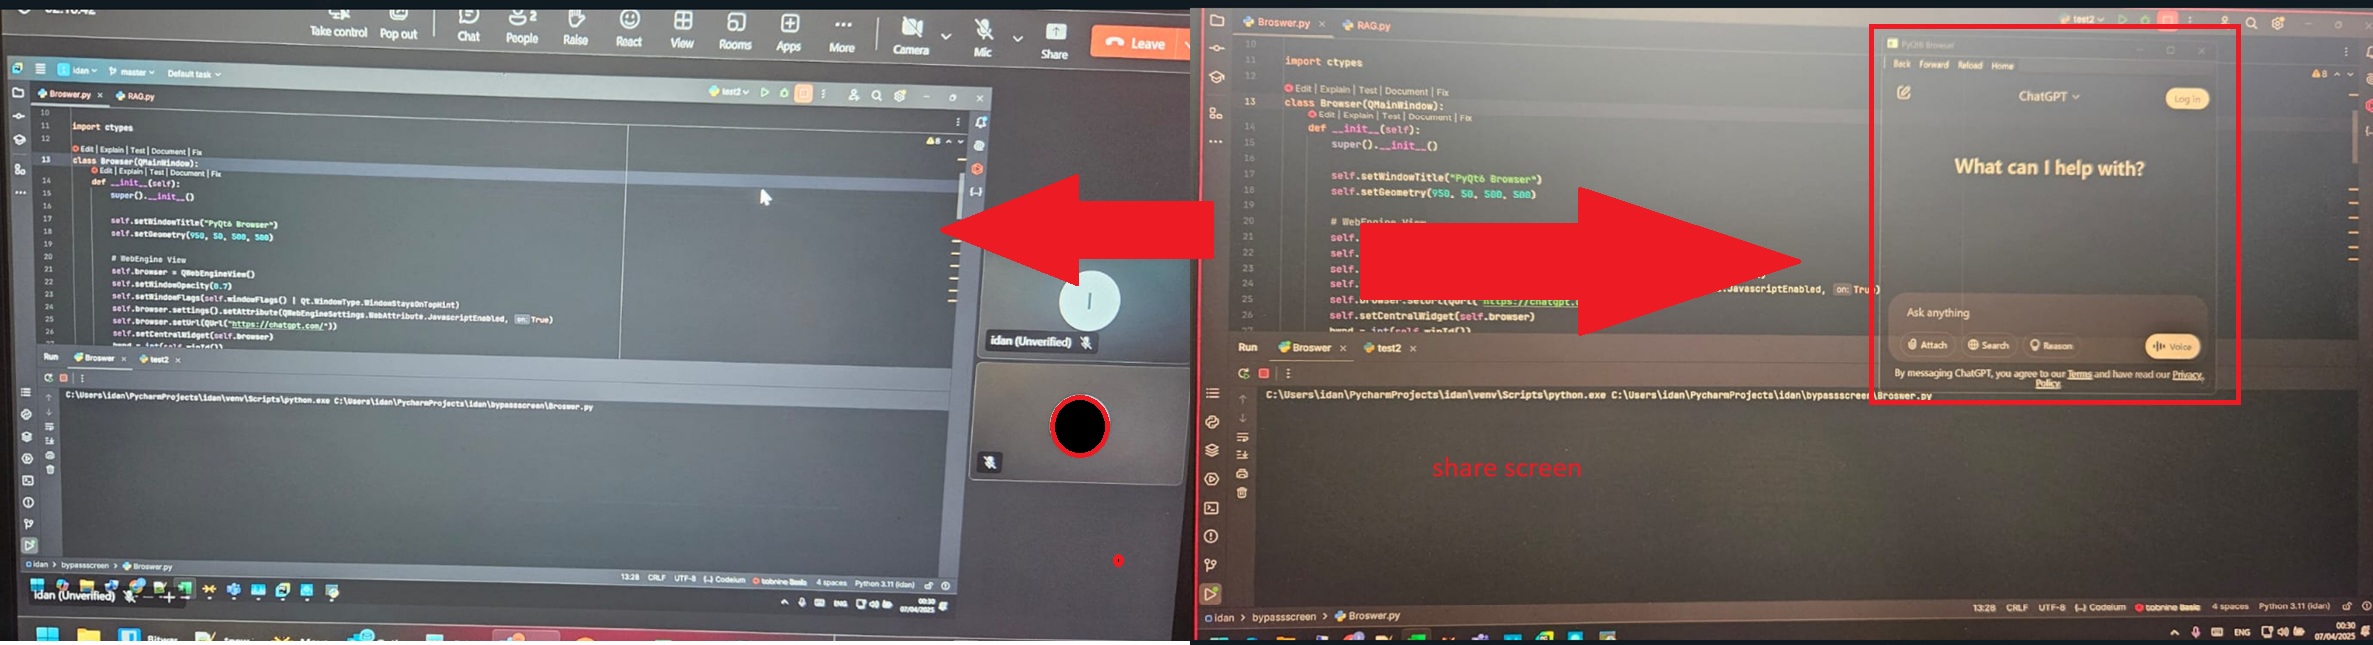 Take control
Pop out
Chat
People
2
Raise
React
View
Rooms
Apps
More
Camera
Mic
Share
Leave
idan
master
Default task
test2
Broswer.py
RAG.py
10
11 import ctypes
12
Edit | Explain | Test | Document | Fix
13 class Browser(QMainWindow):
Edit | Explain | Test | Document | Fix
14 def __init__(self):
15 super().__init__()
16
17 self.setWindowTitle("PyQt6 Browser")
18 self.setGeometry(950, 50, 500, 500)
19
20 # WebEngine View
21 self.browser = QWebEngineView()
22 self.setWindowOpacity(0.7)
23 self.setWindowFlags(self.windowFlags() | Qt.WindowType.WindowStaysOnTopHint)
24 self.browser.settings().setAttribute(QWebEngineSettings.WebAttribute.JavascriptEnabled, on: True)
25 self.browser.setUrl(QUrl("https://chatgpt.com/"))
26 self.setCentralWidget(self.browser)
8
Run
Broswer
test2
C:\Users\idan\PycharmProjects\idan\venv\Scripts\python.exe C:\Users\idan\PycharmProjects\idan\bypassscreen\Broswer.py
I
idan (Unverified)
idan > bypassscreen > Broswer.py
13:28 CRLF UTF-8 {..} Codeium tabnine Basic 4 spaces Python 3.11 (idan)
idan (Unverified)
ENG
00:30
07/04/2025
Broswer.py
RAG.py
test2
10
11 import ctypes
12
Edit | Explain | Test | Document | Fix
13 class Browser(QMainWindow):
Edit | Explain | Test | Document | Fix
14 def __init__(self):
15 super().__init__()
16
17 self.setWindowTitle("PyQt6 Browser")
18 self.setGeometry(950, 50, 500, 500)
19
20 # WebEngine View
21 self.
22 self.
23 self.
24 self. .JavascriptEnabled, on: True)
25 self.browser.setUrl(QUrl("https://chatgpt.c
26 self.setCentralWidget(self.browser)
27 hwnd = int(self.winId())
8
PyQt6 Browser
Back Forward Reload Home
ChatGPT
Log in
What can I help with?
Ask anything
Attach
Search
Reason
Voice
By messaging ChatGPT, you agree to our Terms and have read our Privacy
Policy.
Run
Broswer
test2
C:\Users\idan\PycharmProjects\idan\venv\Scripts\python.exe C:\Users\idan\PycharmProjects\idan\bypassscreen\Broswer.py
share screen
idan > bypassscreen > Broswer.py
13:28 CRLF UTF-8 {..} Codeium tabnine Basic 4 spaces Python 3.11 (idan)
ENG
00:30
07/04/2025